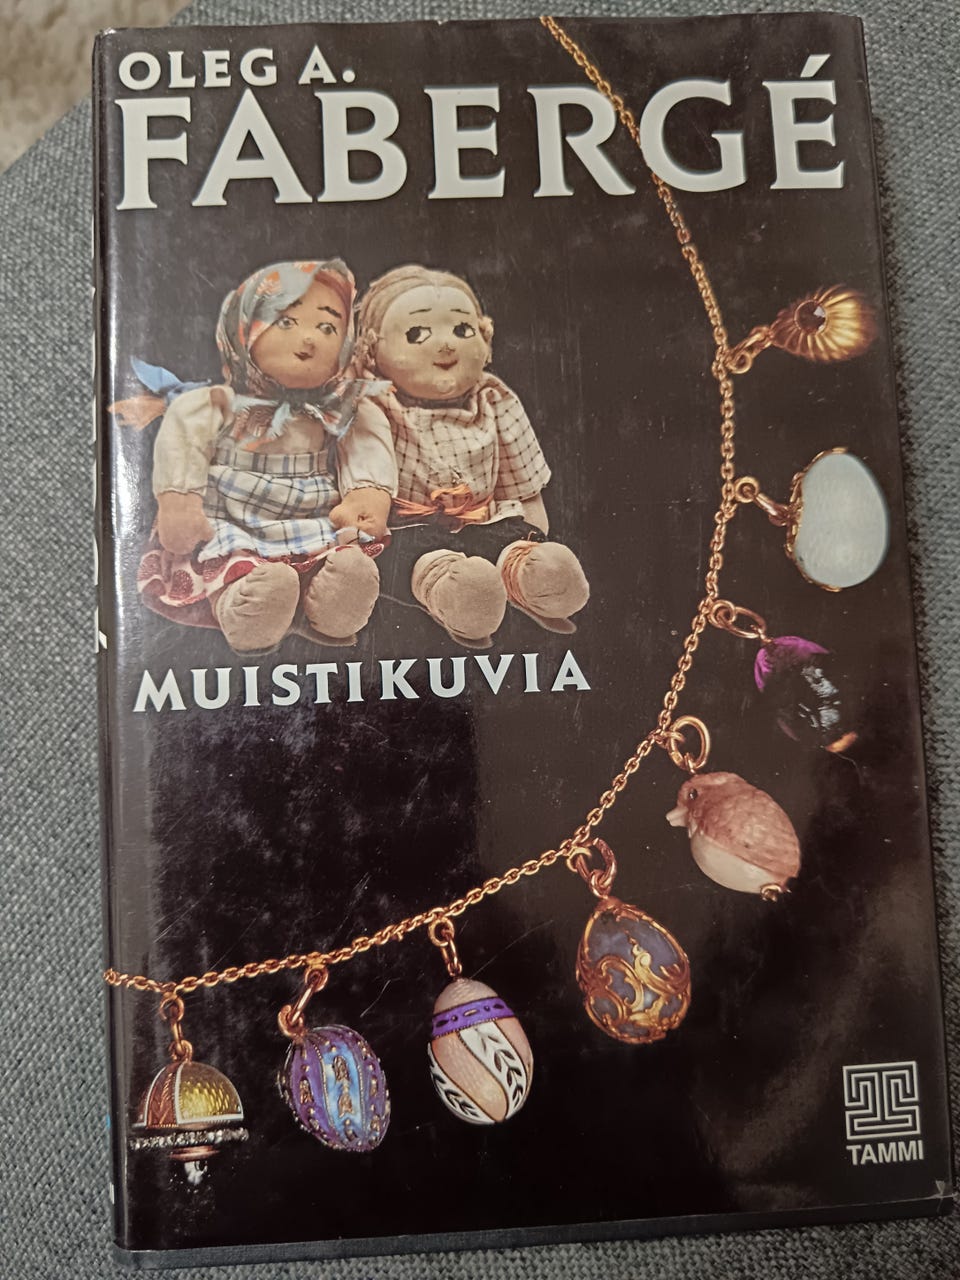 OLEG A.
FABERGÉ
MUISTIKUVIA
TAMMI